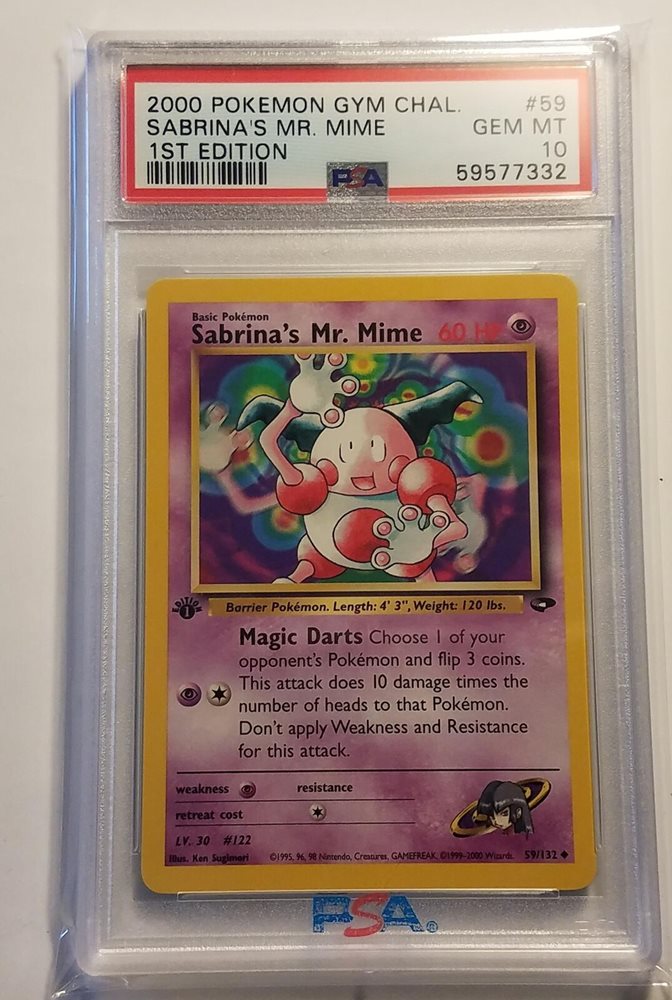 2000 POKEMON GYM CHAL. #59
SABRINA'S MR. MIME GEM MT
1ST EDITION 10
PSA 59577332
Basic Pokémon
Sabrina's Mr. Mime 60 HP
EDITION 1
Barrier Pokémon. Length: 4' 3", Weight: 120 lbs.
Magic Darts Choose 1 of your
opponent's Pokémon and flip 3 coins.
This attack does 10 damage times the
number of heads to that Pokémon.
Don't apply Weakness and Resistance
for this attack.
weakness resistance
retreat cost
LV. 30 #122
Illus. Ken Sugimori ©1995, 96, 98 Nintendo, Creatures, GAMEFREAK. ©1999-2000 Wizards. 59/132
PSA®